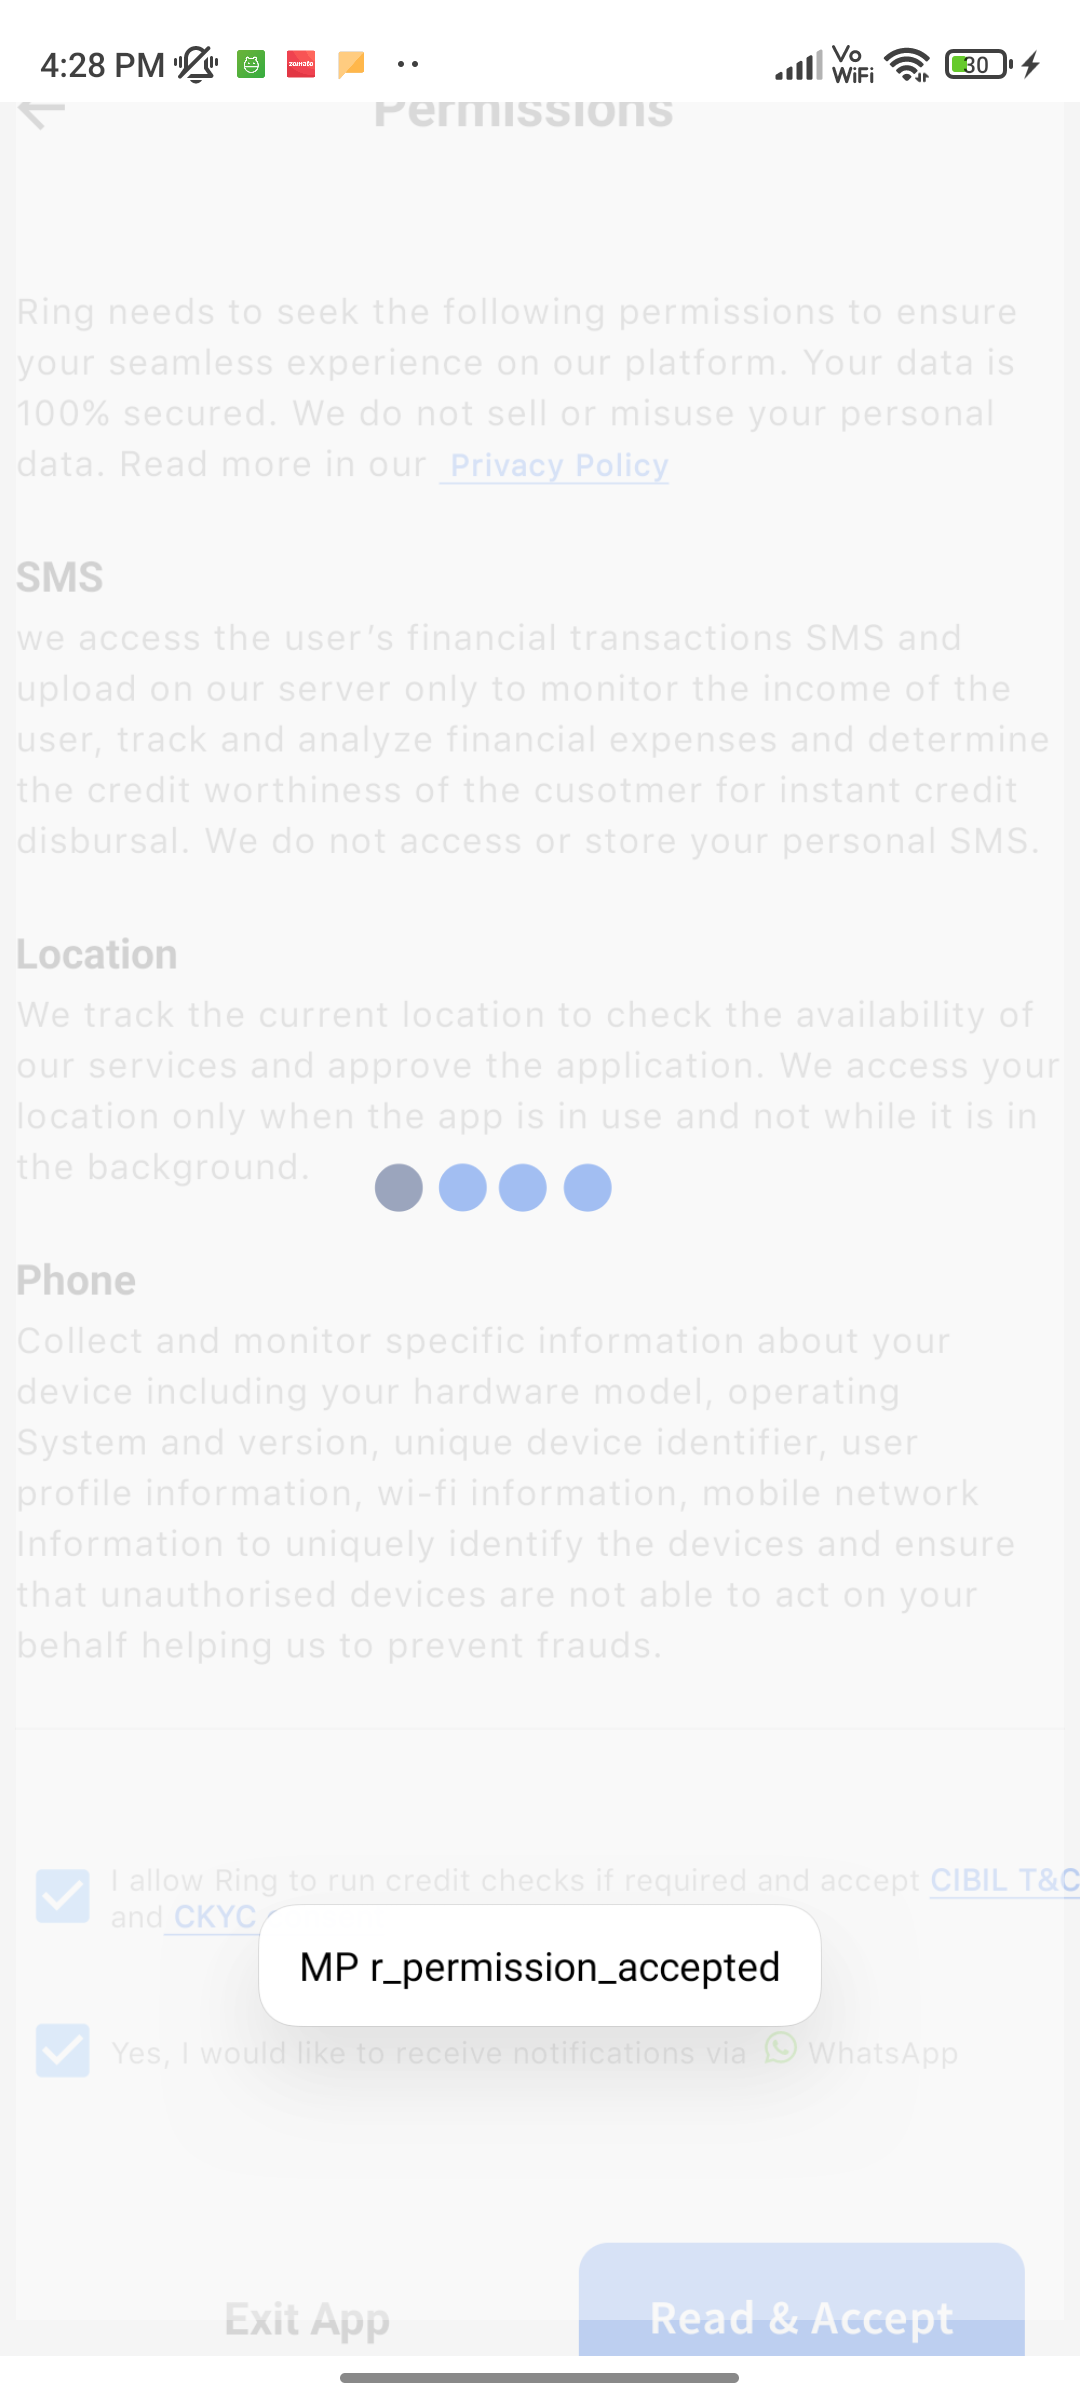 4:28 PM
zomato
Vo
WiFi
30
Permissions
Ring needs to seek the following permissions to ensure
your seamless experience on our platform. Your data is
100% secured. We do not sell or misuse your personal
data. Read more in our Privacy Policy
SMS
we access the user's financial transactions SMS and
upload on our server only to monitor the income of the
user, track and analyze financial expenses and determine
the credit worthiness of the cusotmer for instant credit
disbursal. We do not access or store your personal SMS.
Location
We track the current location to check the availability of
our services and approve the application. We access your
location only when the app is in use and not while it is in
the background.
Phone
Collect and monitor specific information about your
device including your hardware model, operating
System and version, unique device identifier, user
profile information, wi-fi information, mobile network
Information to uniquely identify the devices and ensure
that unauthorised devices are not able to act on your
behalf helping us to prevent frauds.
I allow Ring to run credit checks if required and accept CIBIL T&C
and CKYC
MP r_permission_accepted
Yes, I would like to receive notifications via WhatsApp
Exit App
Read & Accept